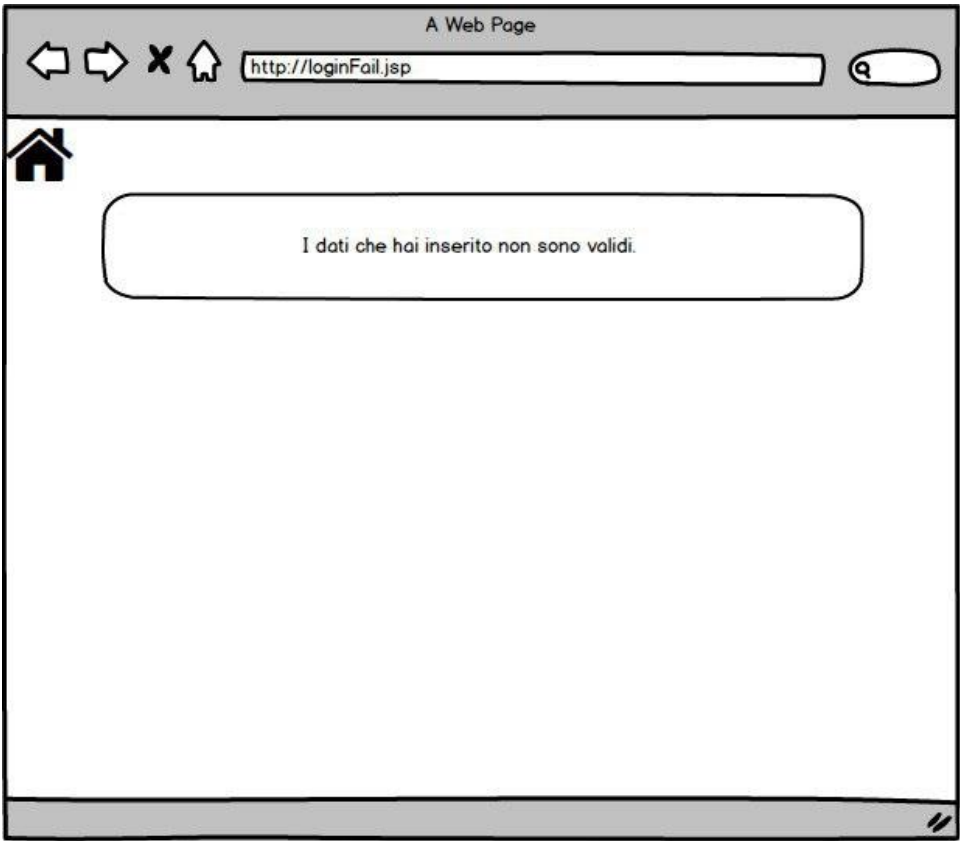 A Web Page
http://loginFail.jsp
I dati che hai inserito non sono validi.